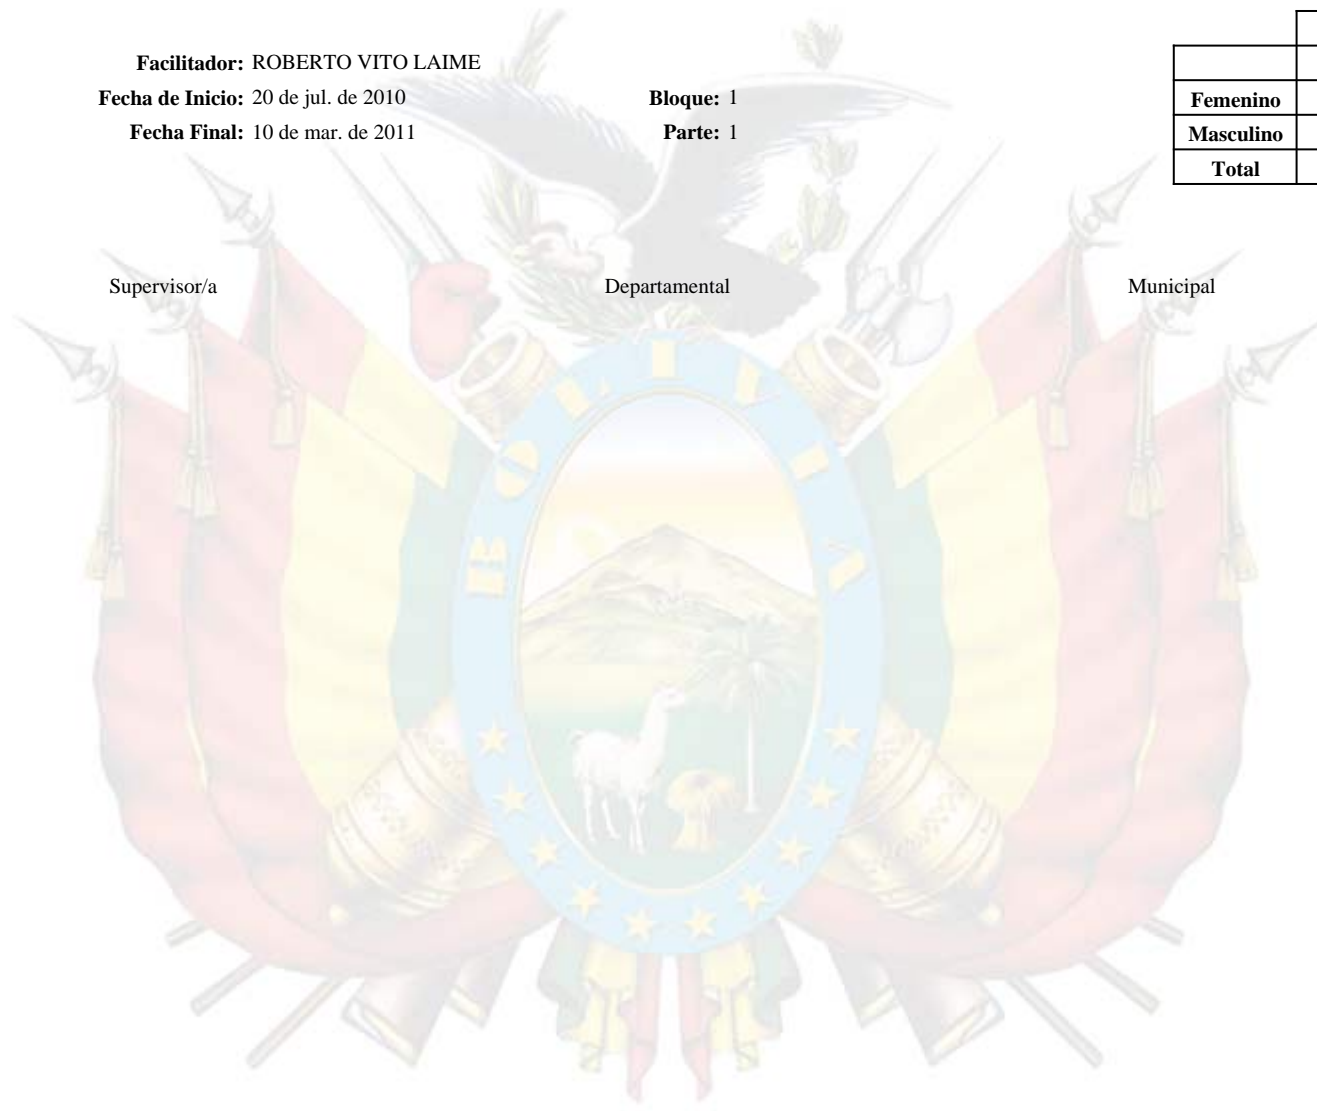 Facilitador: ROBERTO VITO LAIME
Fecha de Inicio: 20 de jul. de 2010 Bloque: 1
Fecha Final: 10 de mar. de 2011 Parte: 1
Femenino
Masculino
Total
Supervisor/a Departamental Municipal
BOLIVIA